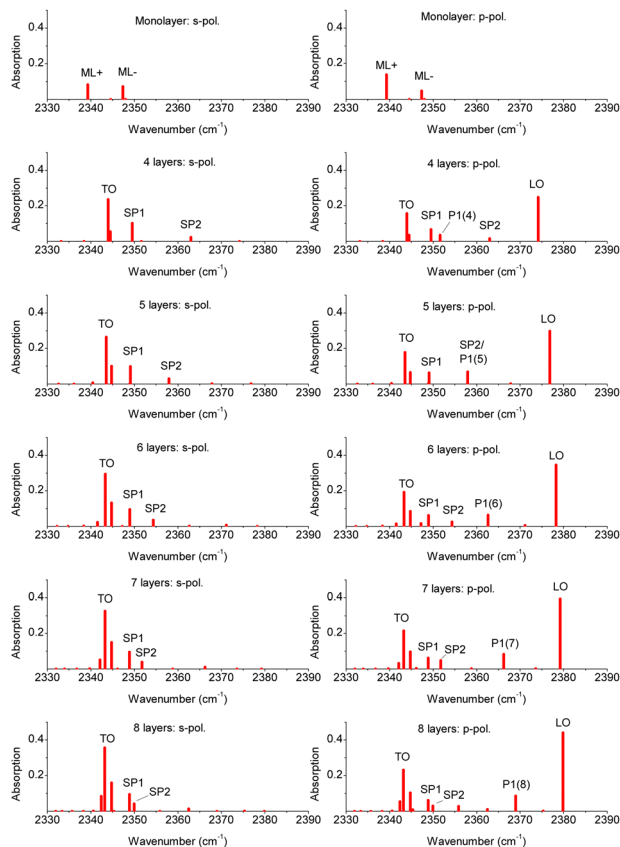 Monolayer: s-pol.
0.4
0.2
Absorption
ML+
ML-
2330 2340 2350 2360 2370 2380 2390
Wavenumber (cm⁻¹)
Monolayer: p-pol.
0.4
0.2
Absorption
ML+
ML-
2330 2340 2350 2360 2370 2380 2390
Wavenumber (cm⁻¹)
4 layers: s-pol.
0.4
0.2
Absorption
TO
SP1
SP2
2330 2340 2350 2360 2370 2380 2390
Wavenumber (cm⁻¹)
4 layers: p-pol.
0.4
0.2
Absorption
TO
SP1
P1(4)
SP2
LO
2330 2340 2350 2360 2370 2380 2390
Wavenumber (cm⁻¹)
5 layers: s-pol.
0.4
0.2
Absorption
TO
SP1
SP2
2330 2340 2350 2360 2370 2380 2390
Wavenumber (cm⁻¹)
5 layers: p-pol.
0.4
0.2
Absorption
TO
SP1
SP2/
P1(5)
LO
2330 2340 2350 2360 2370 2380 2390
Wavenumber (cm⁻¹)
6 layers: s-pol.
0.4
0.2
Absorption
TO
SP1
SP2
2330 2340 2350 2360 2370 2380 2390
Wavenumber (cm⁻¹)
6 layers: p-pol.
0.4
0.2
Absorption
TO
SP1
SP2
P1(6)
LO
2330 2340 2350 2360 2370 2380 2390
Wavenumber (cm⁻¹)
7 layers: s-pol.
0.4
0.2
Absorption
TO
SP1
SP2
2330 2340 2350 2360 2370 2380 2390
Wavenumber (cm⁻¹)
7 layers: p-pol.
0.4
0.2
Absorption
TO
SP1
SP2
P1(7)
LO
2330 2340 2350 2360 2370 2380 2390
Wavenumber (cm⁻¹)
8 layers: s-pol.
0.4
0.2
Absorption
TO
SP1
SP2
2330 2340 2350 2360 2370 2380 2390
Wavenumber (cm⁻¹)
8 layers: p-pol.
0.4
0.2
Absorption
TO
SP1
SP2
P1(8)
LO
2330 2340 2350 2360 2370 2380 2390
Wavenumber (cm⁻¹)